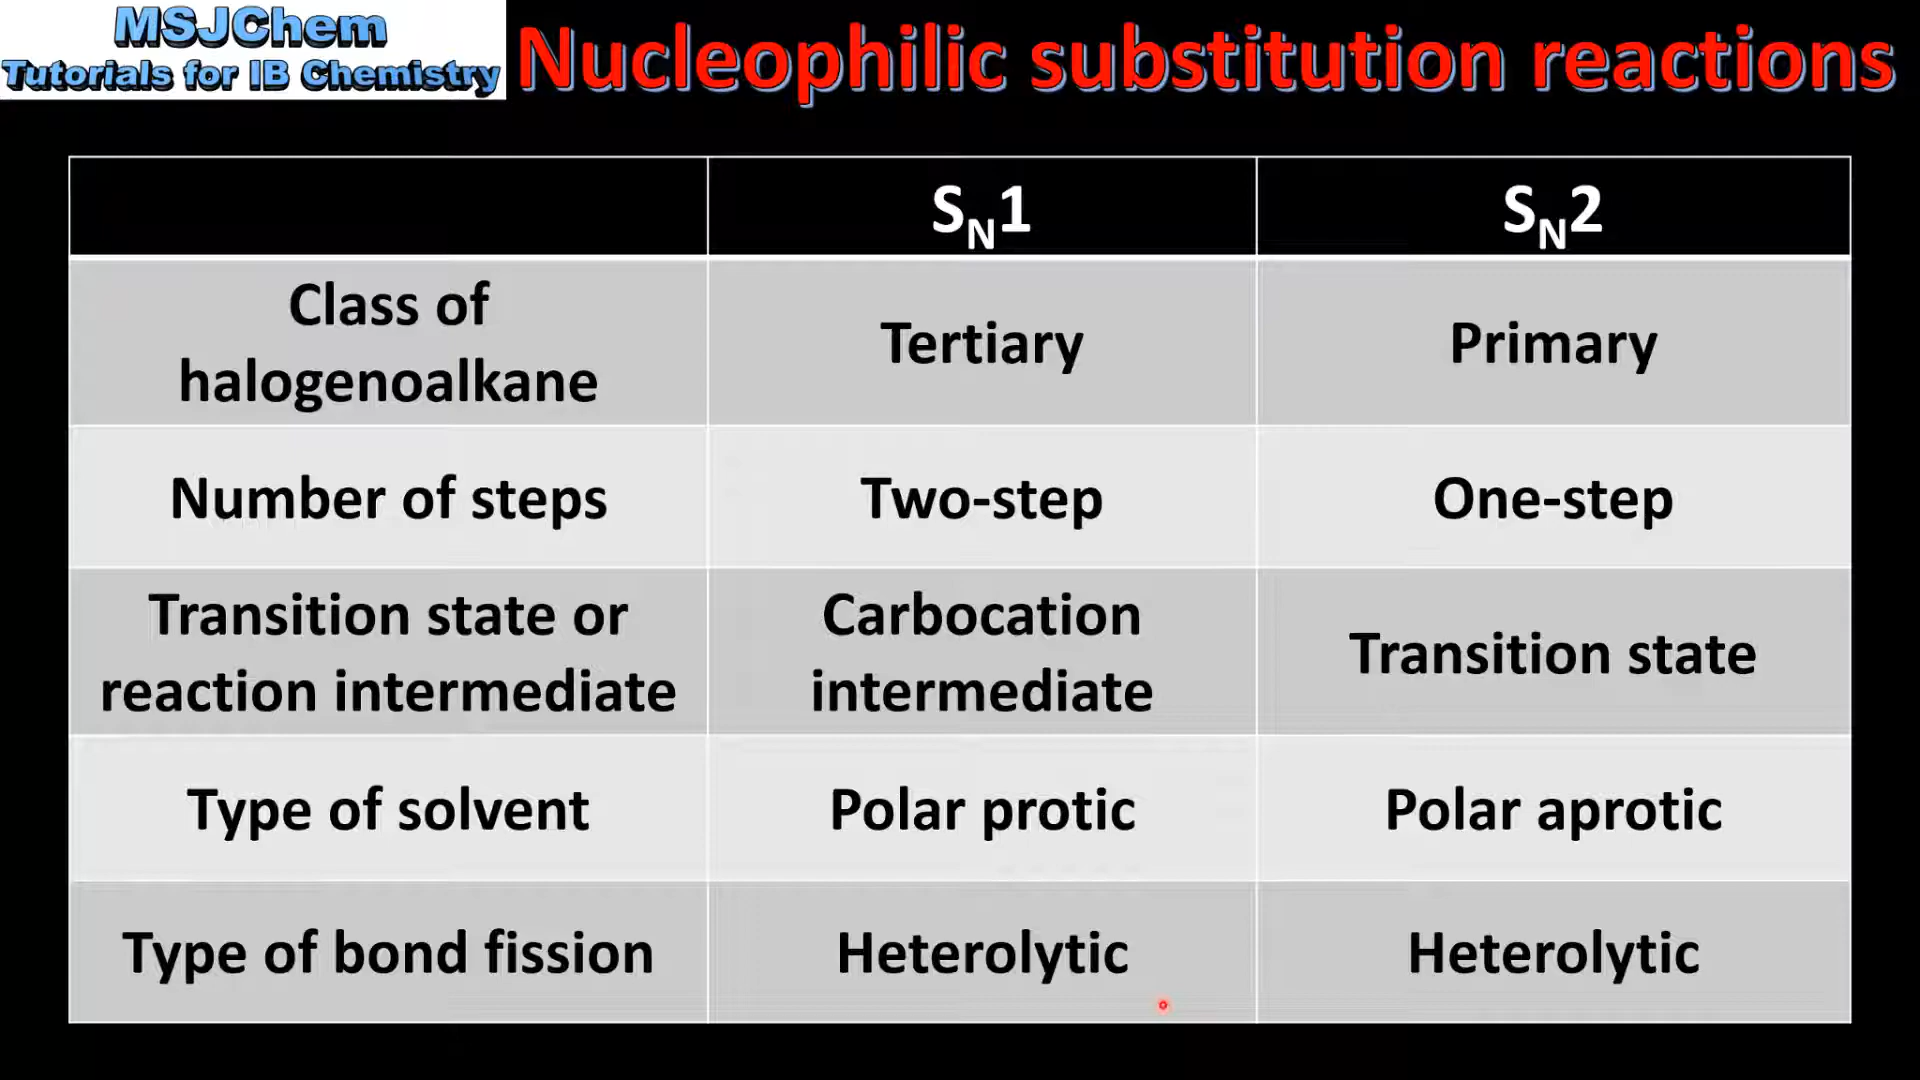 MSJChem
Tutorials for IB Chemistry
Nucleophilic substitution reactions
SN1
SN2
Class of
halogenoalkane
Tertiary
Primary
Number of steps
Two-step
One-step
Transition state or
reaction intermediate
Carbocation
intermediate
Transition state
Type of solvent
Polar protic
Polar aprotic
Type of bond fission
Heterolytic
Heterolytic